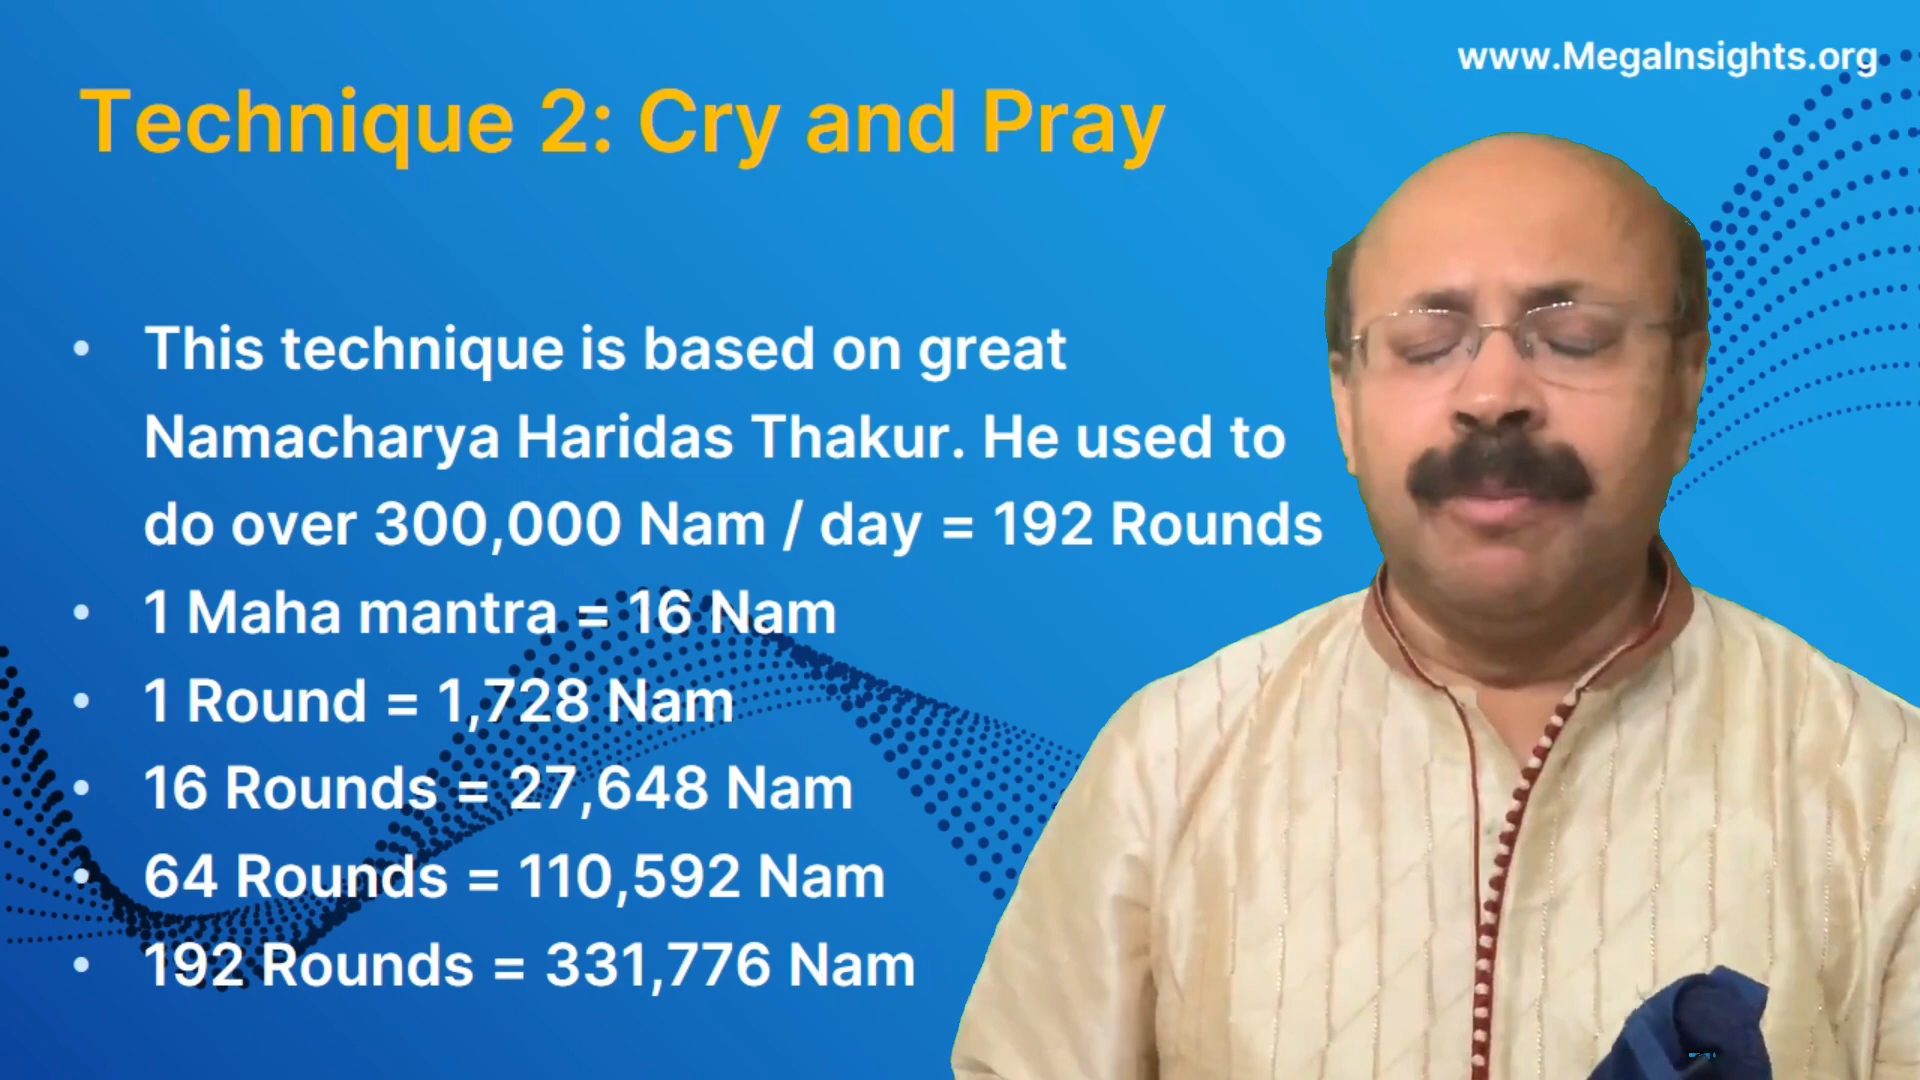 www.MegaInsights.org
Technique 2: Cry and Pray
• This technique is based on great
Namacharya Haridas Thakur. He used to
do over 300,000 Nam / day = 192 Rounds
• 1 Maha mantra = 16 Nam
• 1 Round = 1,728 Nam
• 16 Rounds = 27,648 Nam
• 64 Rounds = 110,592 Nam
• 192 Rounds = 331,776 Nam